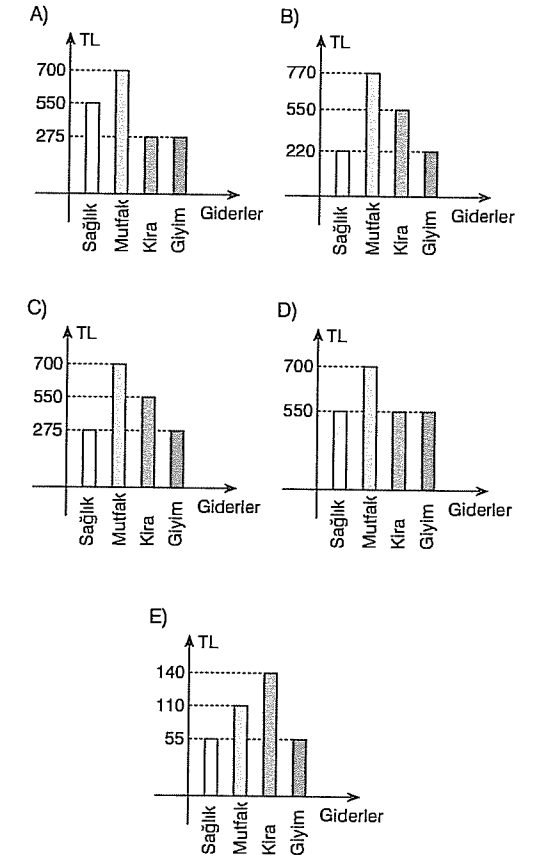 A)
TL
700
550
275
Sağlık
Mutfak
Kira
Giyim
Giderler
B)
TL
770
550
220
Sağlık
Mutfak
Kira
Giyim
Giderler
C)
TL
700
550
275
Sağlık
Mutfak
Kira
Giyim
Giderler
D)
TL
700
550
Sağlık
Mutfak
Kira
Giyim
Giderler
E)
TL
140
110
55
Sağlık
Mutfak
Kira
Giyim
Giderler